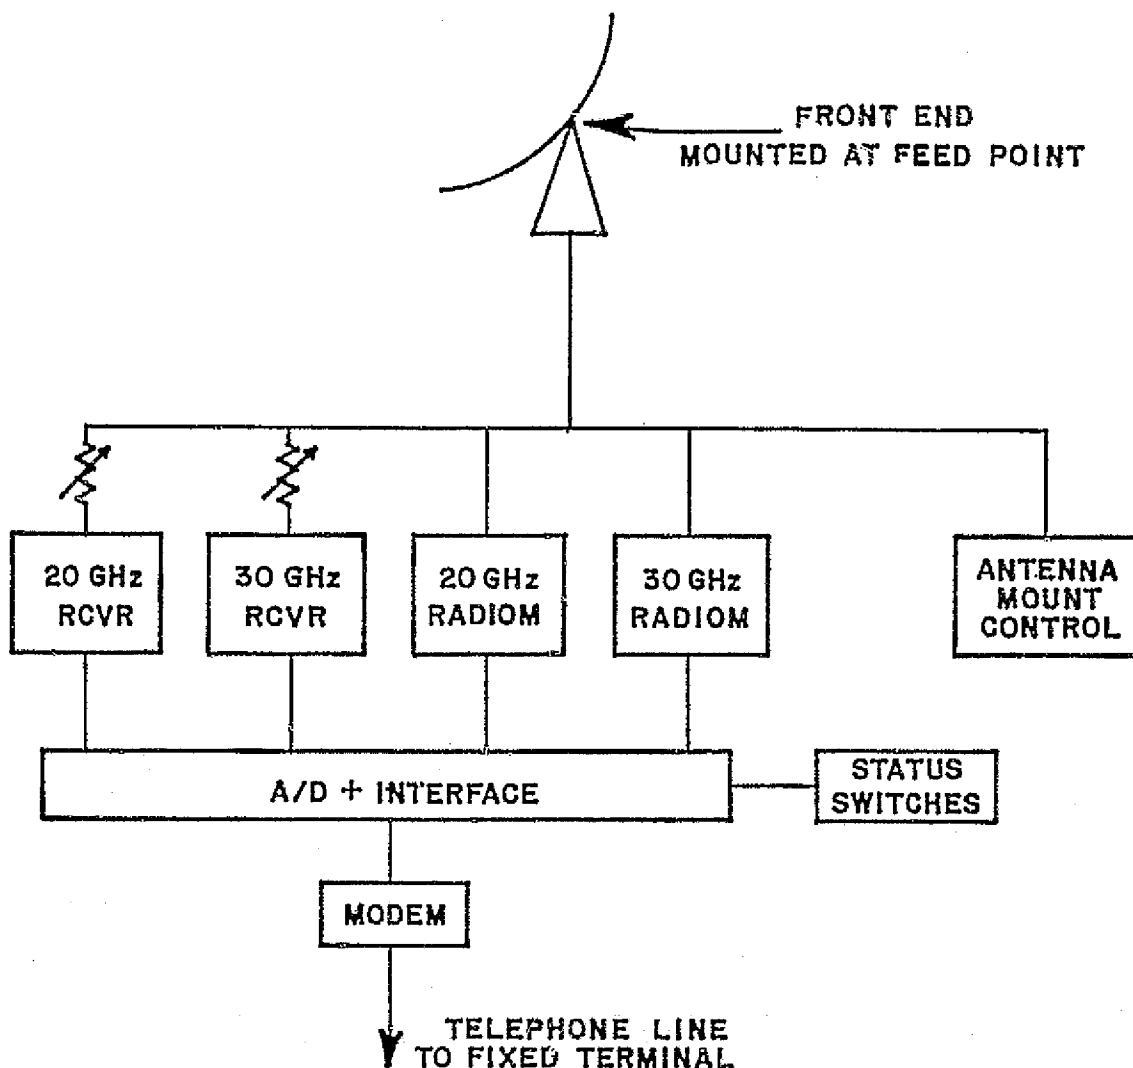 FRONT END
MOUNTED AT FEED POINT
20 GHz
RCVR
30 GHz
RCVR
20 GHz
RADIOM
30 GHz
RADIOM
ANTENNA
MOUNT
CONTROL
A/D + INTERFACE
STATUS
SWITCHES
MODEM
TELEPHONE LINE
TO FIXED TERMINAL